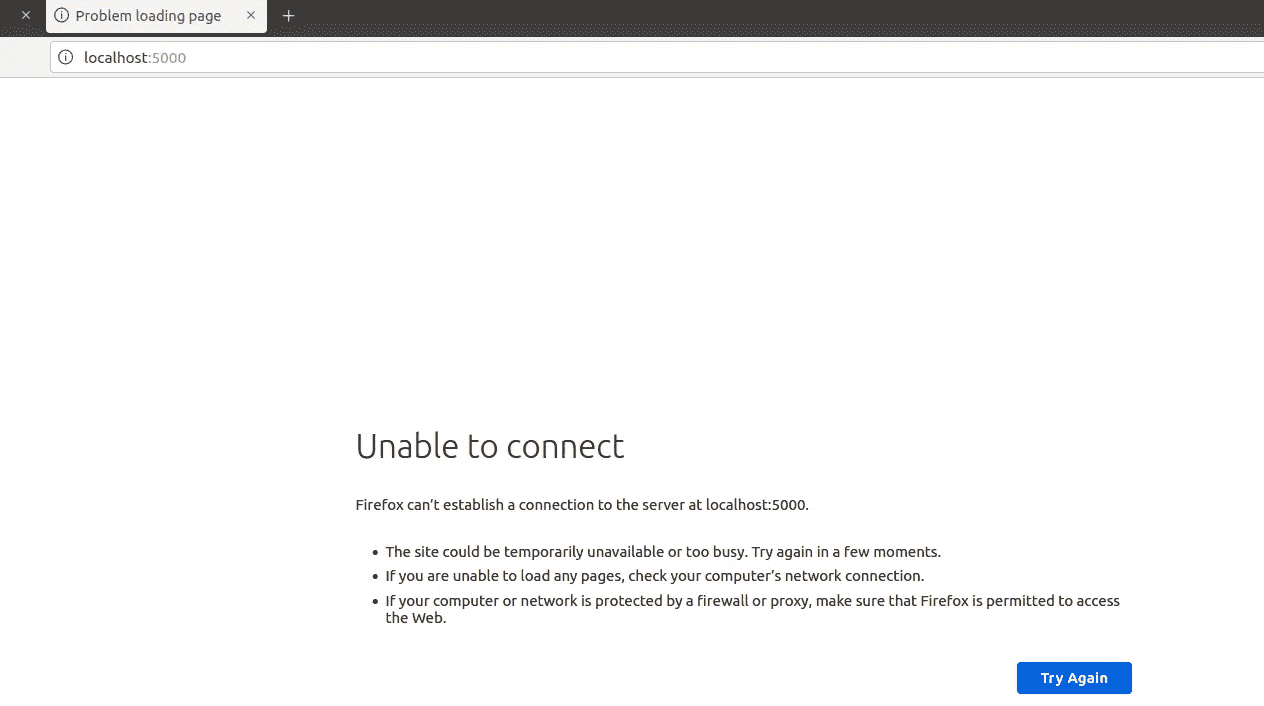 Problem loading page
localhost:5000
Unable to connect
Firefox can’t establish a connection to the server at localhost:5000.
• The site could be temporarily unavailable or too busy. Try again in a few moments.
• If you are unable to load any pages, check your computer’s network connection.
• If your computer or network is protected by a firewall or proxy, make sure that Firefox is permitted to access
the Web.
Try Again